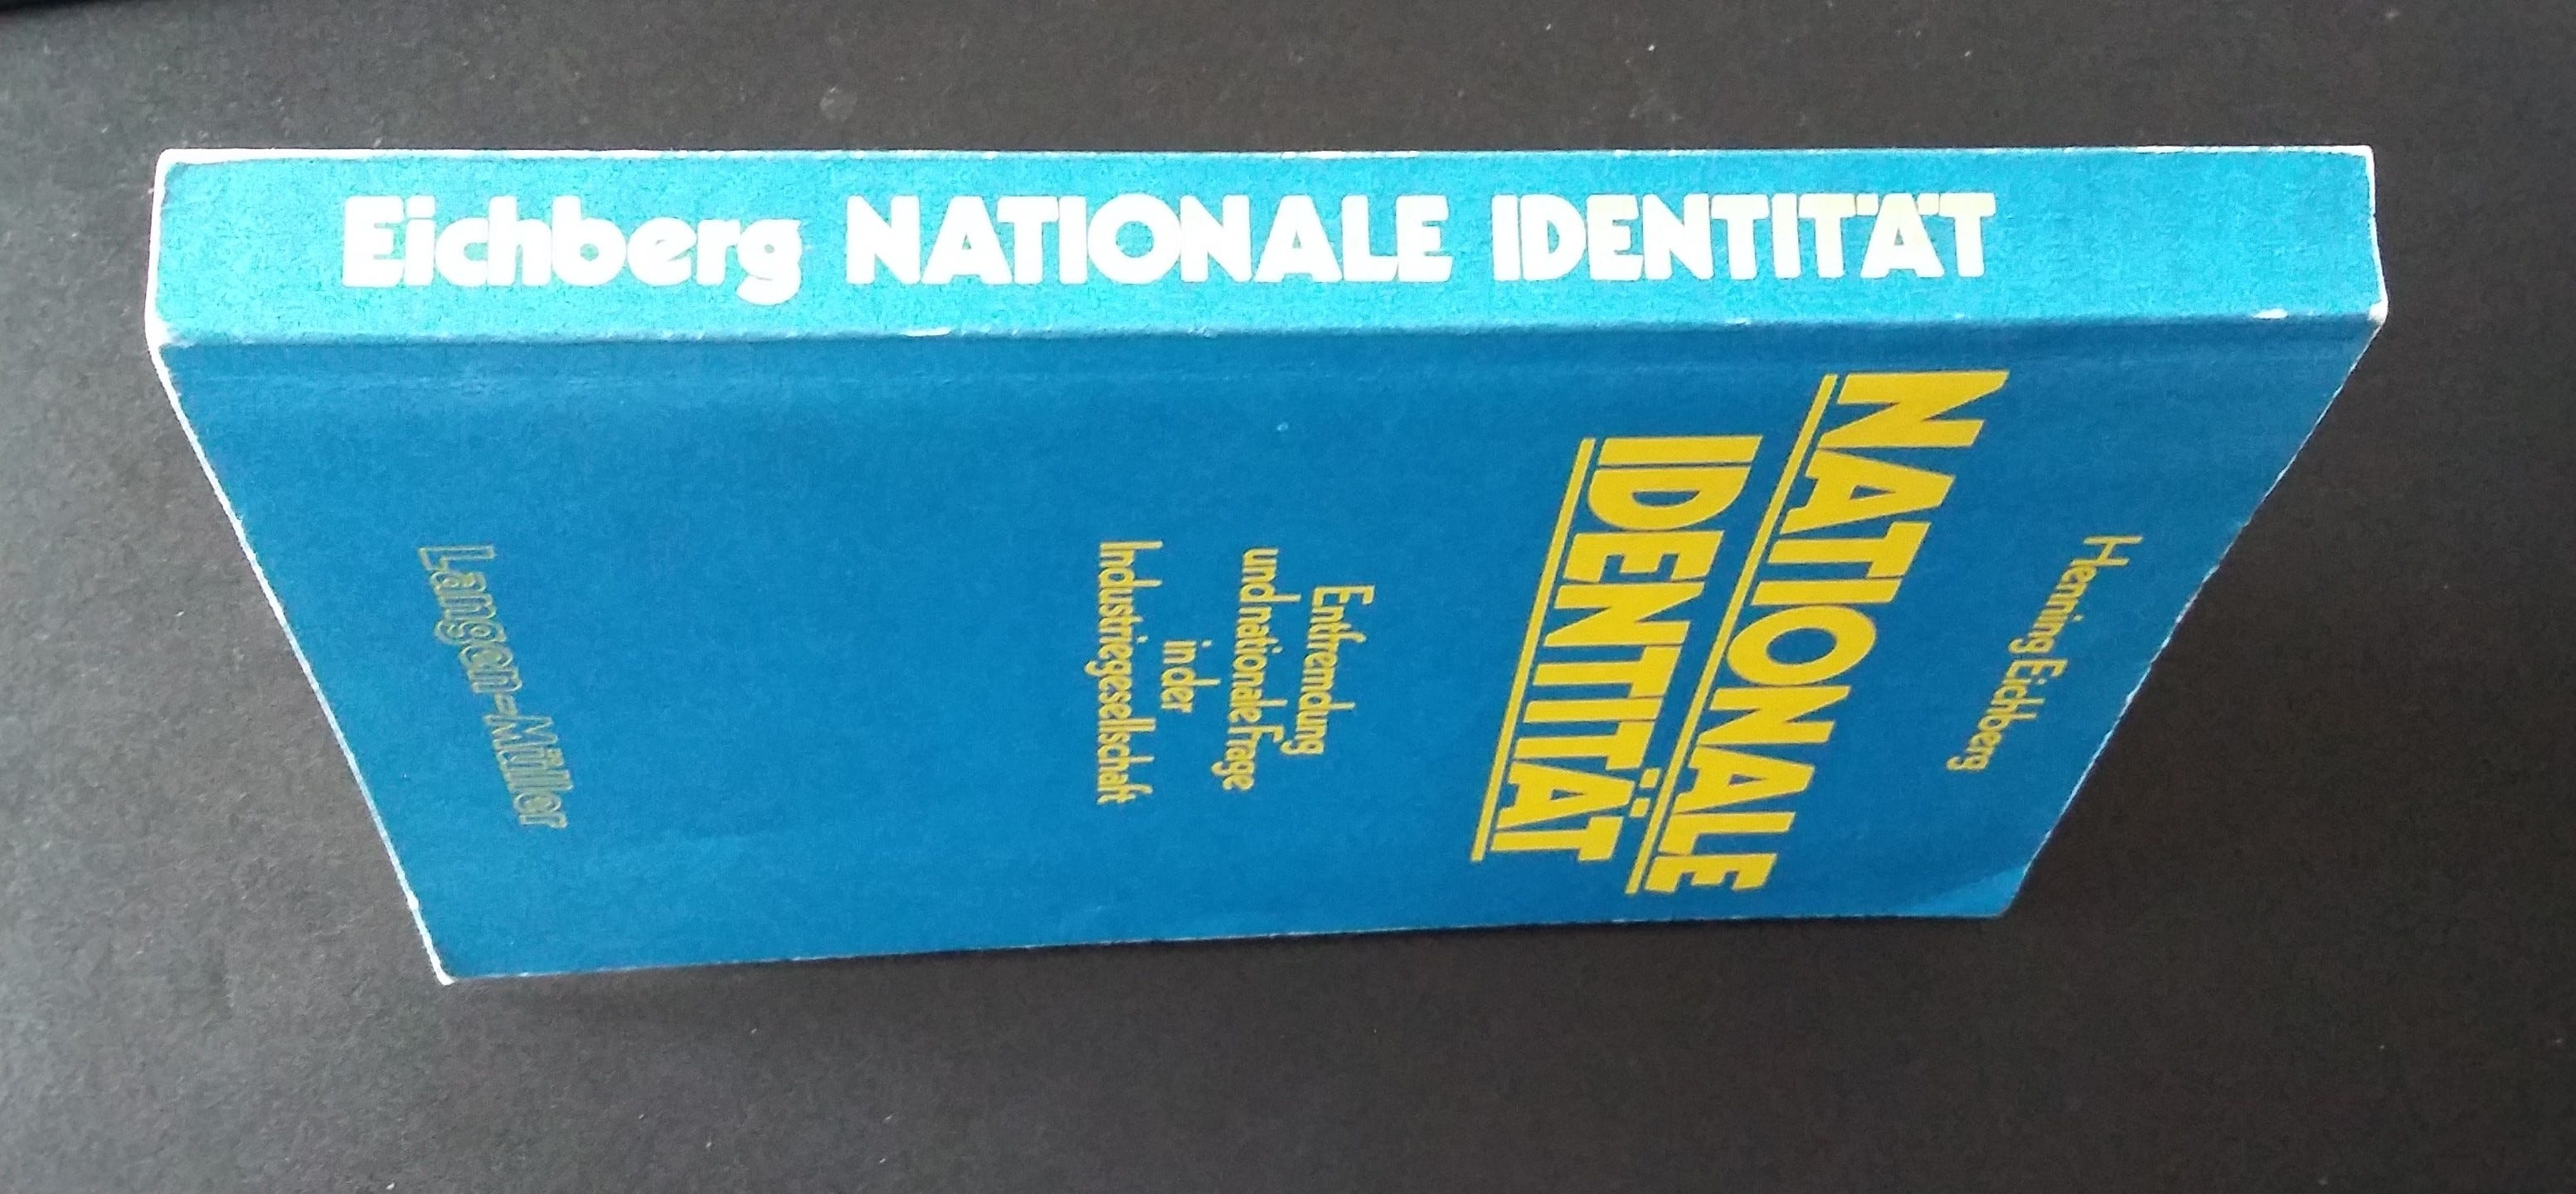 Eichberg NATIONALE IDENTITÄT
Henning Eichberg
NATIONALE
IDENTITÄT
Entfremdung
und nationale Frage
in der
Industriegesellschaft
Langen-Müller